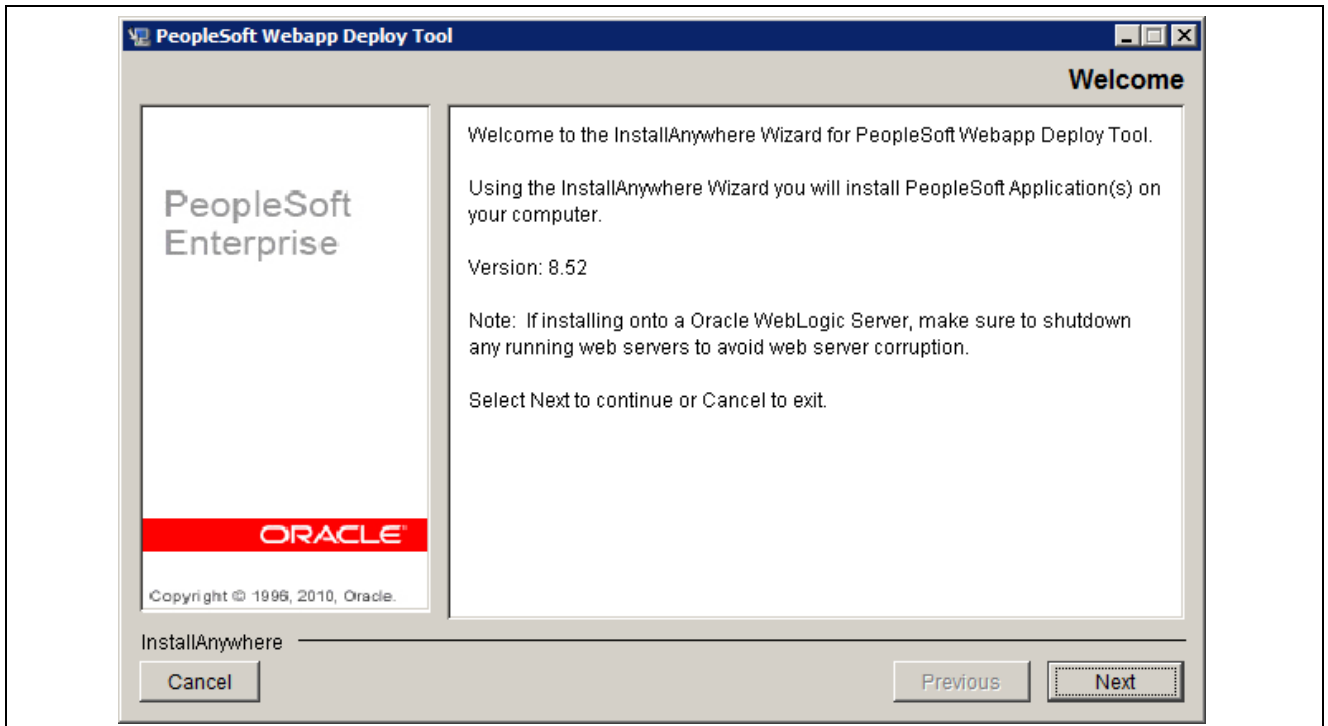 PeopleSoft Webapp Deploy Tool
Welcome
PeopleSoft
Enterprise
ORACLE
Copyright © 1996, 2010, Oracle.
Welcome to the InstallAnywhere Wizard for PeopleSoft Webapp Deploy Tool.
Using the InstallAnywhere Wizard you will install PeopleSoft Application(s) on
your computer.
Version: 8.52
Note: If installing onto a Oracle WebLogic Server, make sure to shutdown
any running web servers to avoid web server corruption.
Select Next to continue or Cancel to exit.
InstallAnywhere
Cancel
Previous
Next